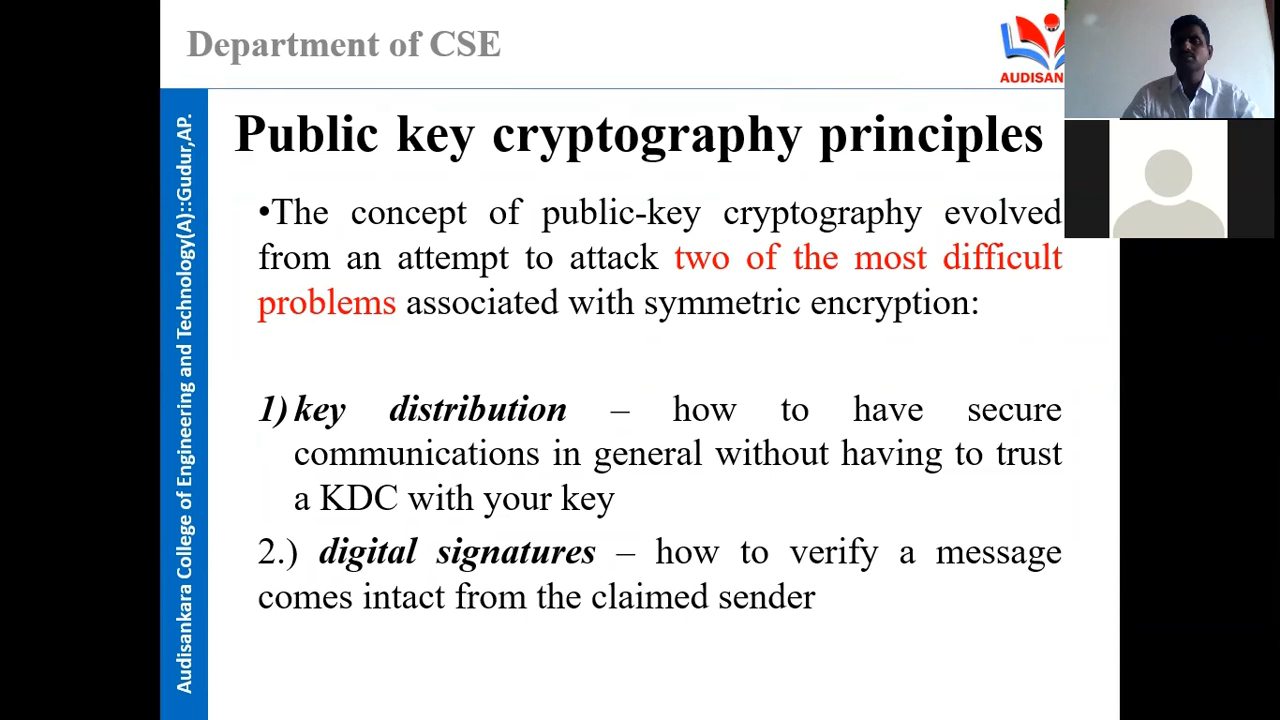 Department of CSE
AUDISAN
Audisankara College of Engineering and Technology(A)::Gudur,AP.
Public key cryptography principles
•The concept of public-key cryptography evolved
from an attempt to attack two of the most difficult
problems associated with symmetric encryption:
1) key distribution – how to have secure
communications in general without having to trust
a KDC with your key
2.) digital signatures – how to verify a message
comes intact from the claimed sender